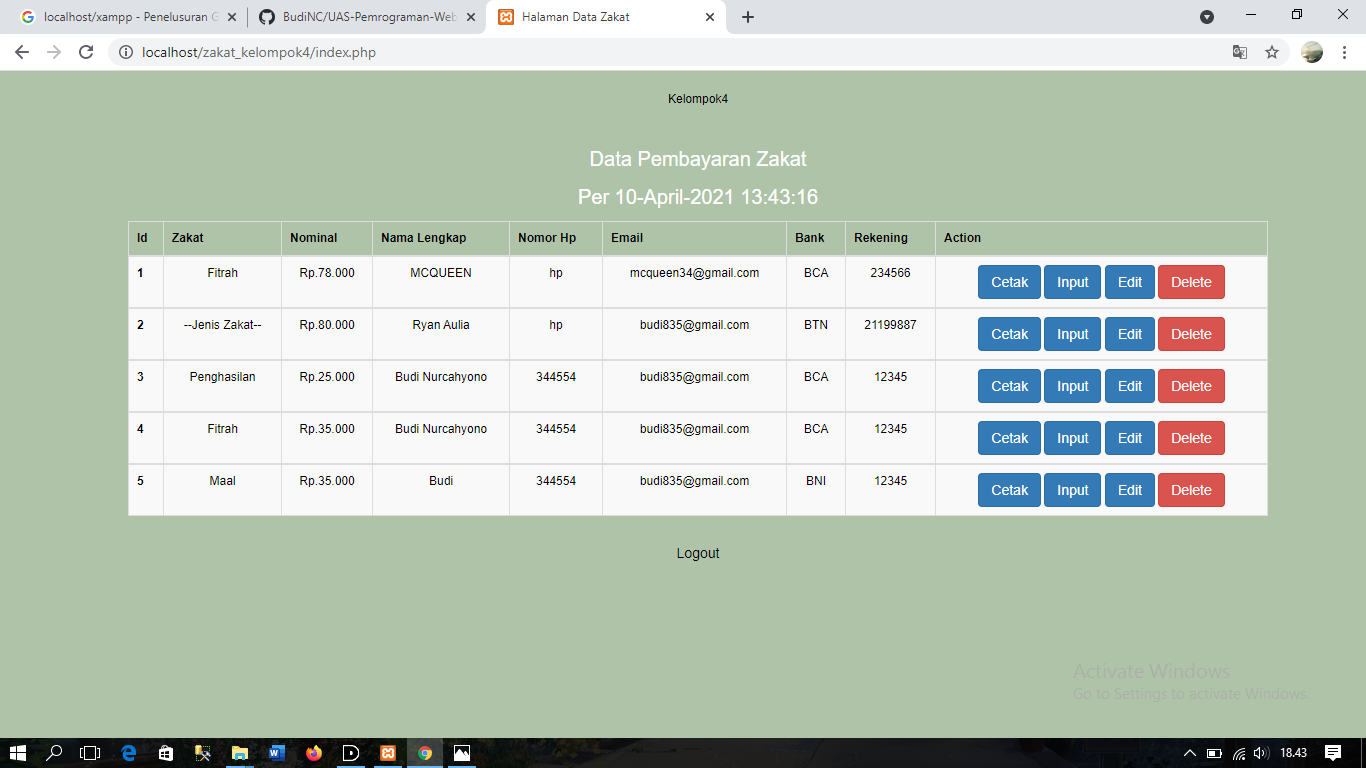 localhost/xampp - Penelusuran G
BudiNC/UAS-Pemrograman-Web
Halaman Data Zakat
localhost/zakat_kelompok4/index.php
Kelompok4
Data Pembayaran Zakat
Per 10-April-2021 13:43:16
Id Zakat Nominal Nama Lengkap Nomor Hp Email Bank Rekening Action
1 Fitrah Rp.78.000 MCQUEEN hp mcqueen34@gmail.com BCA 234566 Cetak Input Edit Delete
2 --Jenis Zakat-- Rp.80.000 Ryan Aulia hp budi835@gmail.com BTN 21199887 Cetak Input Edit Delete
3 Penghasilan Rp.25.000 Budi Nurcahyono 344554 budi835@gmail.com BCA 12345 Cetak Input Edit Delete
4 Fitrah Rp.35.000 Budi Nurcahyono 344554 budi835@gmail.com BCA 12345 Cetak Input Edit Delete
5 Maal Rp.35.000 Budi 344554 budi835@gmail.com BNI 12345 Cetak Input Edit Delete
Logout
Activate Windows
Go to Settings to activate Windows.
18.43